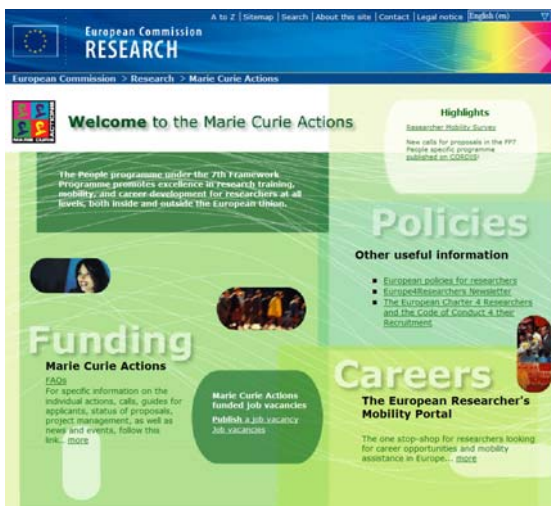 A to Z | Sitemap | Search | About this site | Contact | Legal notice English (en)
European Commission
RESEARCH
European Commission > Research > Marie Curie Actions
MARIE CURIE ACTIONS
Welcome to the Marie Curie Actions
Highlights
Researcher Mobility Survey
New calls for proposals in the FP7
People specific programme
published on CORDIS!
The People programme under the 7th Framework
Programme promotes excellence in research training,
mobility, and career development for researchers at all
levels, both inside and outside the European Union.
Policies
Other useful information
European policies for researchers
Europe4Researchers Newsletter
The European Charter 4 Researchers
and the Code of Conduct 4 their
Recruitment
Funding
Marie Curie Actions
FAQs
For specific information on the
individual actions, calls, guides for
applicants, status of proposals,
project management, as well as
news and events, follow this
link... more
Marie Curie Actions
funded job vacancies
Publish a job vacancy
Job vacancies
Careers
The European Researcher's
Mobility Portal
The one stop-shop for researchers looking
for career opportunities and mobility
assistance in Europe... more